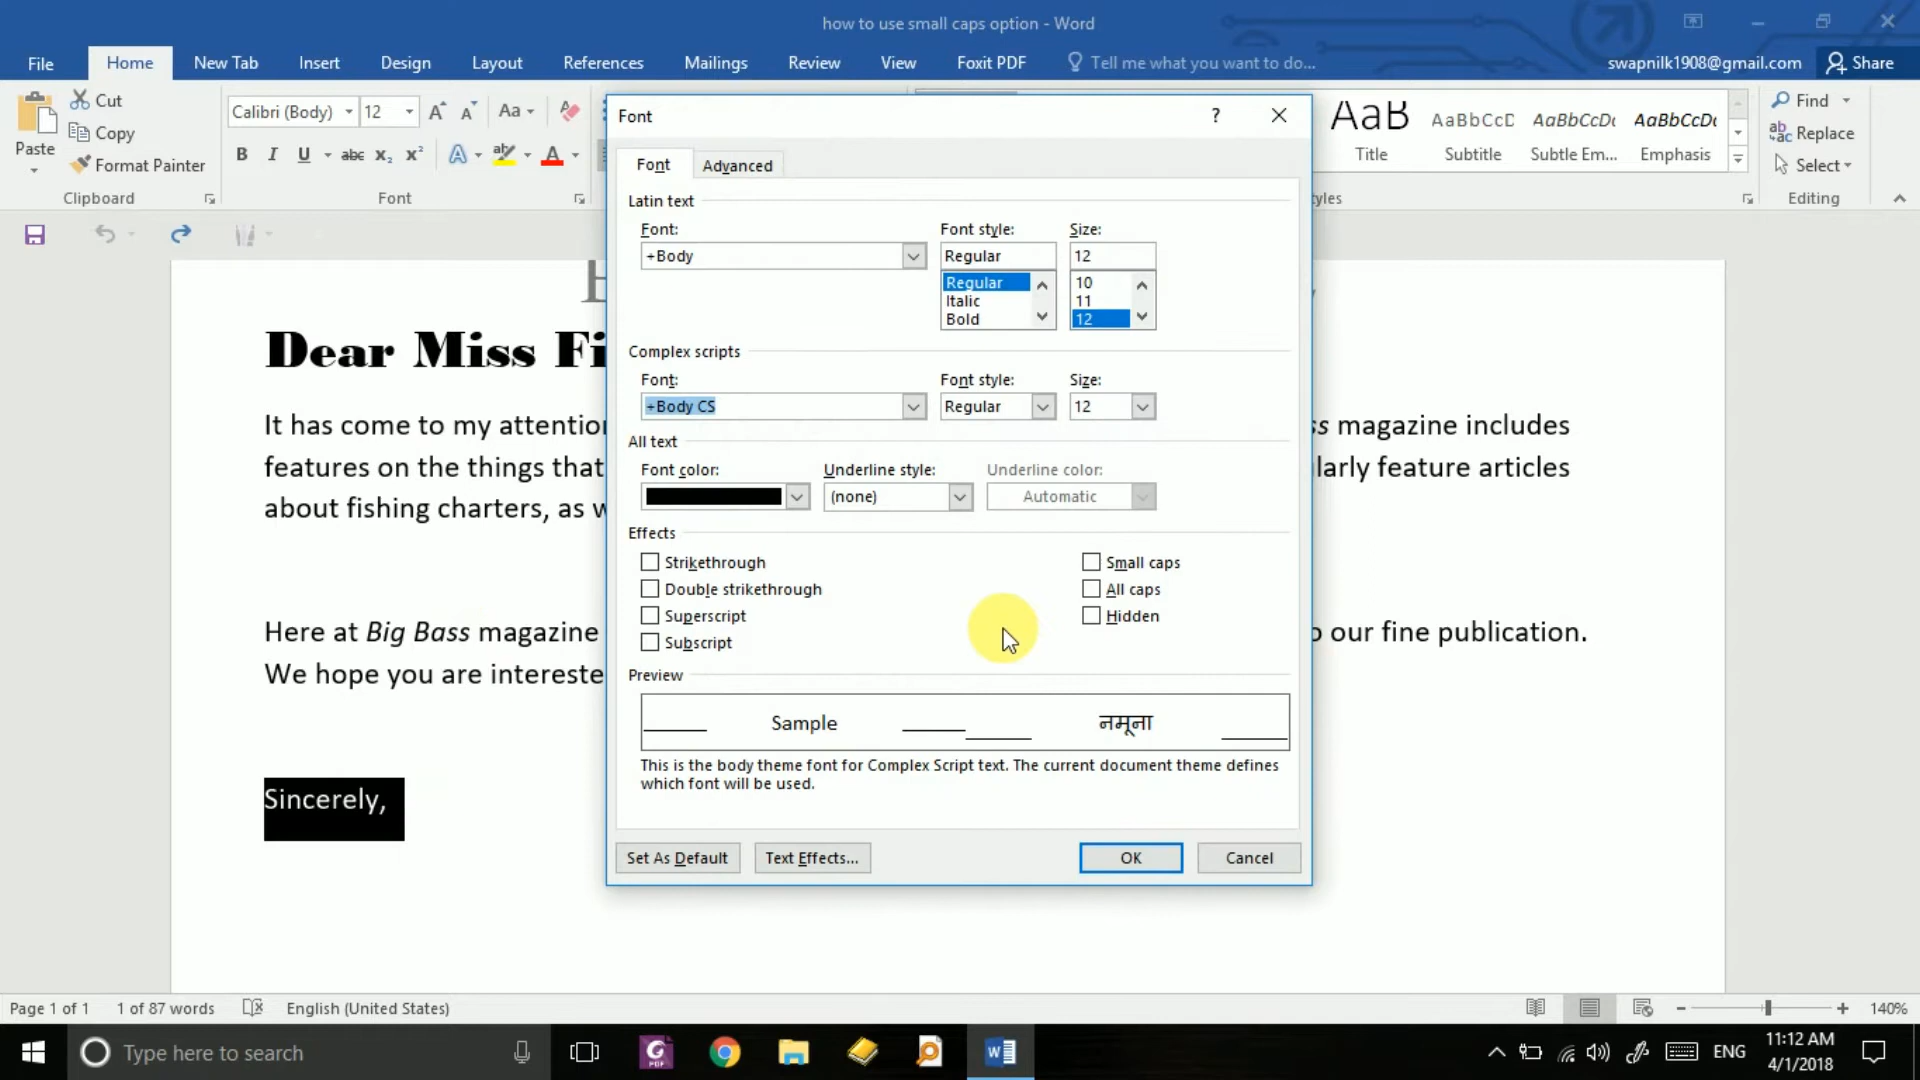 how to use small caps option - Word
File Home New Tab Insert Design Layout References Mailings Review View Foxit PDF Tell me what you want to do... swapnilk1908@gmail.com Share
Paste Cut Copy Format Painter
Clipboard
Calibri (Body) 12 Aa
B I U abc X₂ X² A ab A
Font
AaB AaBbCcD AaBbCcDc AaBbCcDc
Title Subtitle Subtle Em... Emphasis
yles
Find
Replace
Select
Editing
Font ? 
Font Advanced
Latin text
Font: Font style: Size:
+Body Regular 12
Regular 10
Italic 11
Bold 12
Complex scripts
Font: Font style: Size:
+Body CS Regular 12
All text
Font color: Underline style: Underline color:
(none) Automatic
Effects
Strikethrough Small caps
Double strikethrough All caps
Superscript Hidden
Subscript
Preview
Sample नमूना
This is the body theme font for Complex Script text. The current document theme defines
which font will be used.
Set As Default Text Effects... OK Cancel
Dear Miss Fi
It has come to my attentio ss magazine includes
features on the things that ularly feature articles
about fishing charters, as w
Here at Big Bass magazine o our fine publication.
We hope you are intereste
Sincerely,
Page 1 of 1 1 of 87 words English (United States) 140%
Type here to search ENG 11:12 AM
4/1/2018